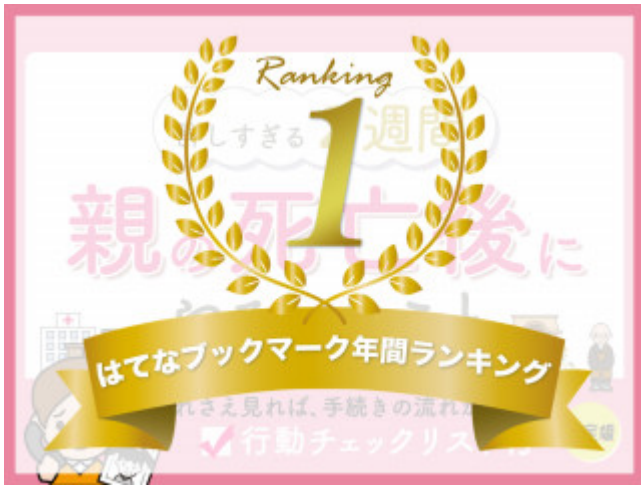 Ranking
1
しすぎる 週間
親の死亡後に
はてなブックマーク年間ランキング
さえ見れば、手続きの流れ
行動チェックリス